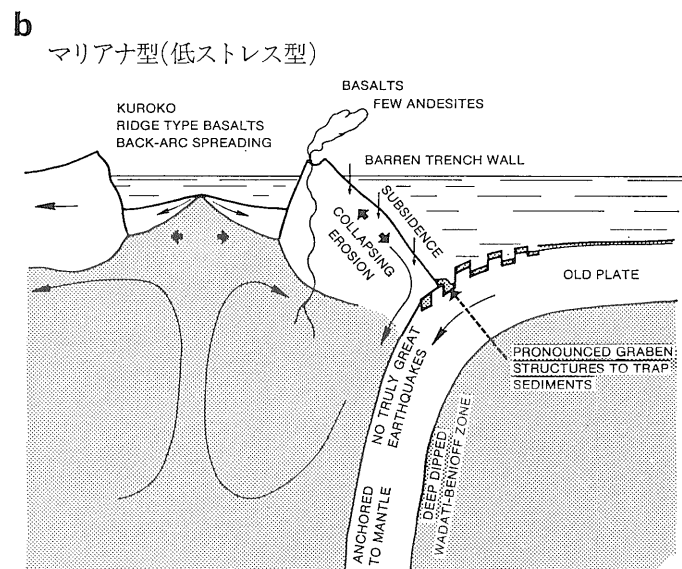 b
マリアナ型(低ストレス型)
BASALTS
FEW ANDESITES
KUROKO
RIDGE TYPE BASALTS
BACK-ARC SPREADING
BARREN TRENCH WALL
SUBSIDENCE
COLLAPSING
EROSION
OLD PLATE
NO TRULY GREAT
EARTHQUAKES
PRONOUNCED GRABEN
STRUCTURES TO TRAP
SEDIMENTS
DEEP DIPPED
WADATI-BENIOFF ZONE
ANCHORED
TO MANTLE